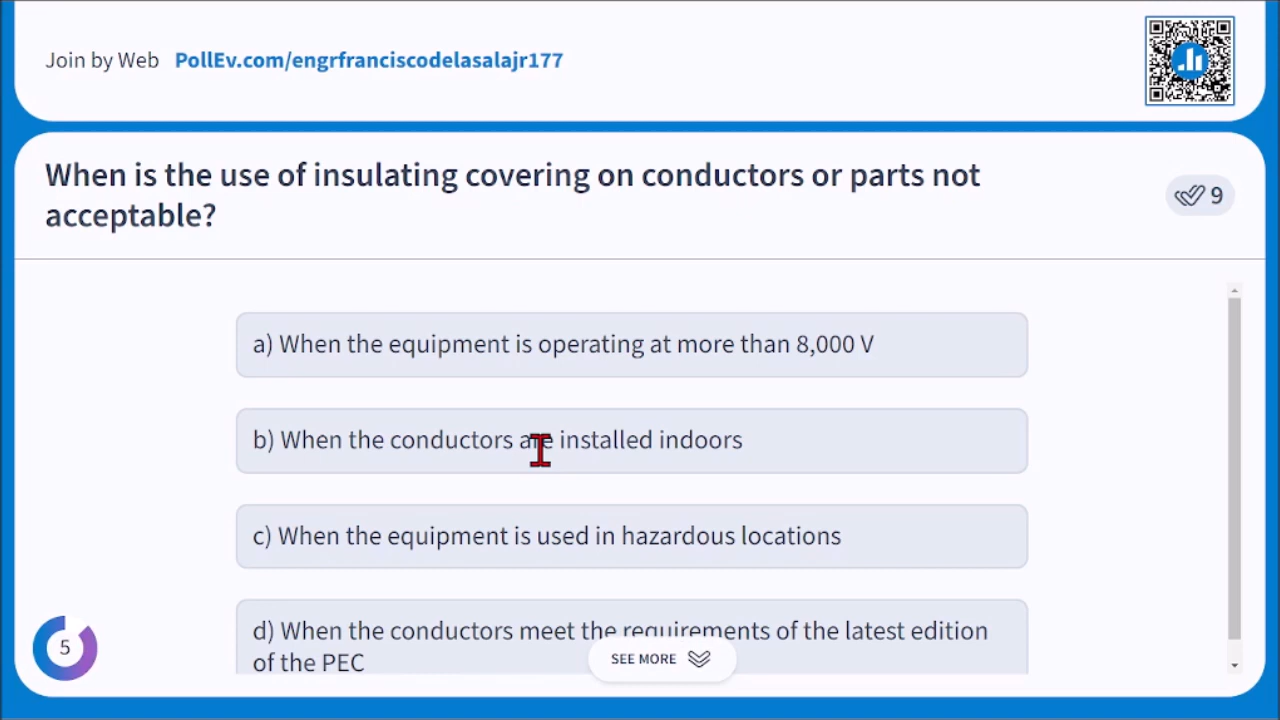 Join by Web PollEv.com/engrfranciscodelasalajr177
When is the use of insulating covering on conductors or parts not
acceptable?
9
a) When the equipment is operating at more than 8,000 V
b) When the conductors are installed indoors
c) When the equipment is used in hazardous locations
d) When the conductors meet the requirements of the latest edition
of the PEC
SEE MORE
5